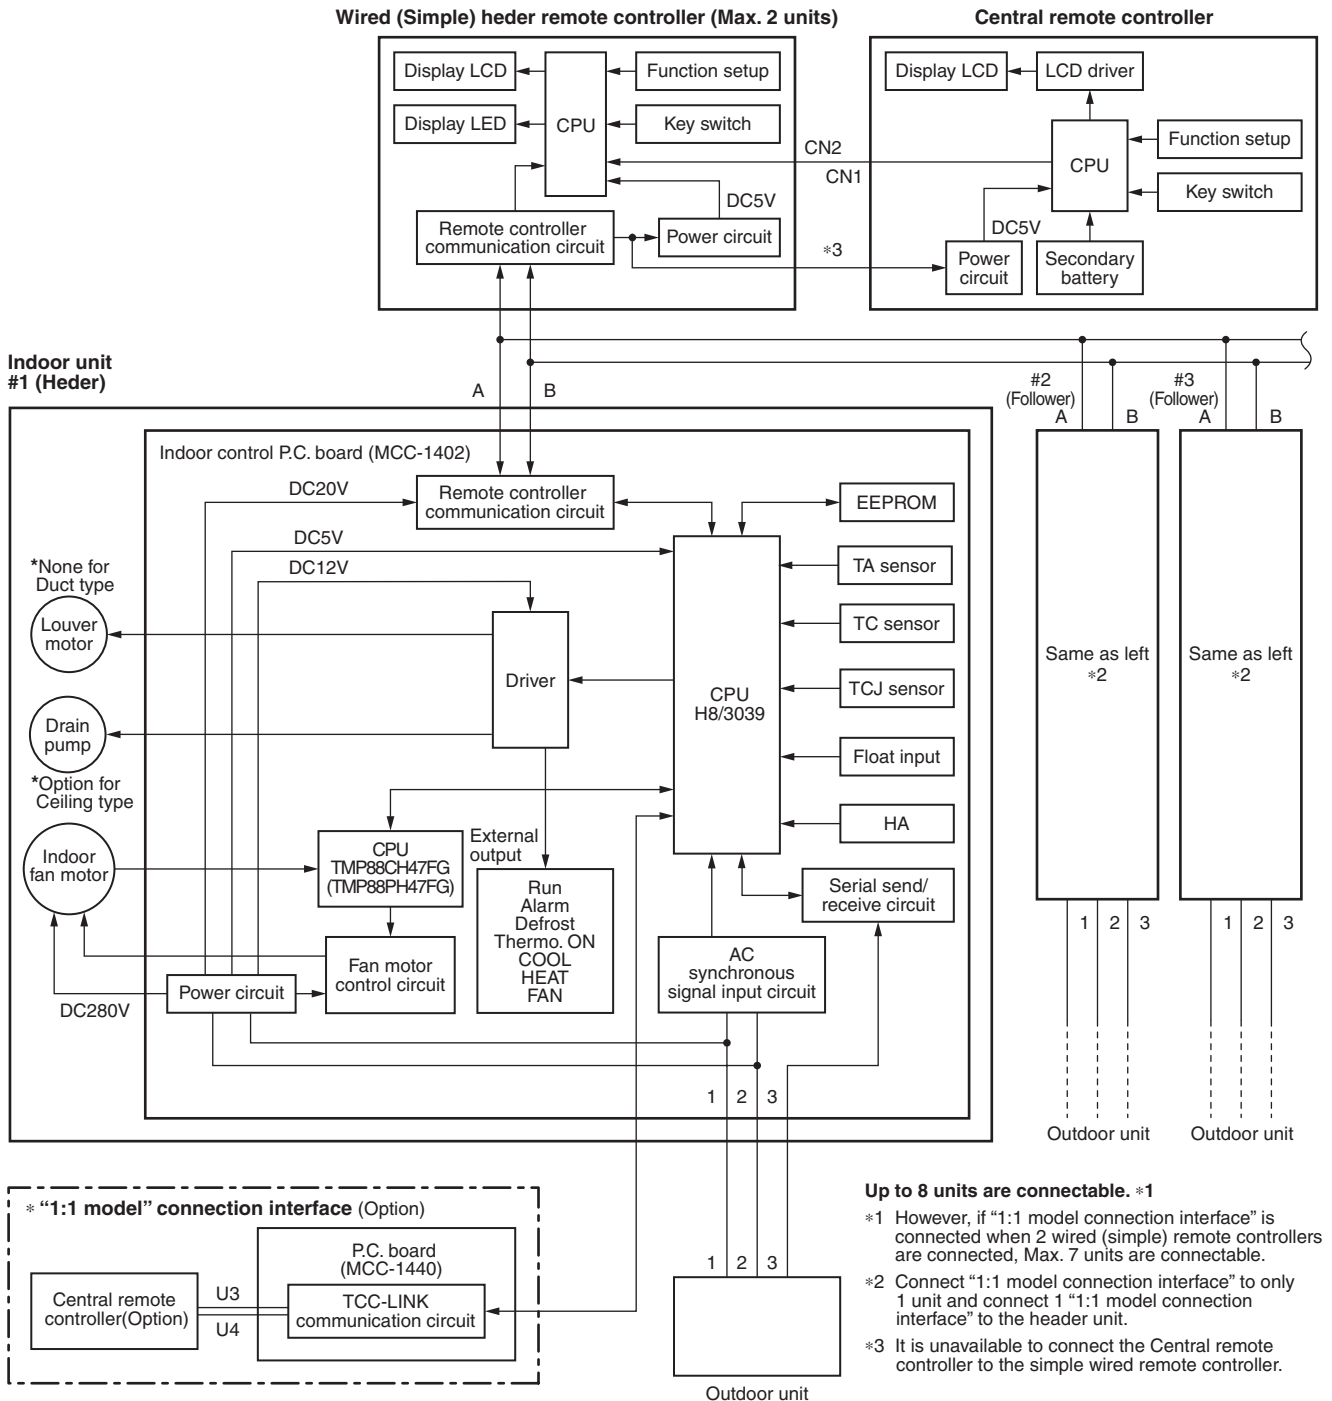 Wired (Simple) heder remote controller (Max. 2 units)
Central remote controller
Display LCD
Function setup
Display LED
CPU
Key switch
Display LCD
LCD driver
CPU
Function setup
Key switch
CN2
CN1
DC5V
Remote controller
communication circuit
Power circuit
*3
DC5V
Power
circuit
Secondary
battery
Indoor unit
#1 (Heder)
A
B
#2
(Follower)
A
B
#3
(Follower)
A
B
Indoor control P.C. board (MCC-1402)
DC20V
Remote controller
communication circuit
EEPROM
DC5V
DC12V
*None for
Duct type
Louver
motor
Drain
pump
*Option for
Ceiling type
Indoor
fan motor
Driver
CPU
H8/3039
TA sensor
TC sensor
TCJ sensor
Float input
HA
Same as left
*2
Same as left
*2
CPU
TMP88CH47FG
(TMP88PH47FG)
External
output
Run
Alarm
Defrost
Thermo. ON
COOL
HEAT
FAN
Serial send/
receive circuit
AC
synchronous
signal input circuit
Fan motor
control circuit
Power circuit
DC280V
1
2
3
1
2
3
1
2
3
Outdoor unit
Outdoor unit
* “1:1 model” connection interface (Option)
P.C. board
(MCC-1440)
Central remote
controller(Option)
U3
U4
TCC-LINK
communication circuit
1
2
3
Outdoor unit
Up to 8 units are connectable. *1
*1 However, if “1:1 model connection interface” is
connected when 2 wired (simple) remote controllers
are connected, Max. 7 units are connectable.
*2 Connect “1:1 model connection interface” to only
1 unit and connect 1 “1:1 model connection
interface” to the header unit.
*3 It is unavailable to connect the Central remote
controller to the simple wired remote controller.